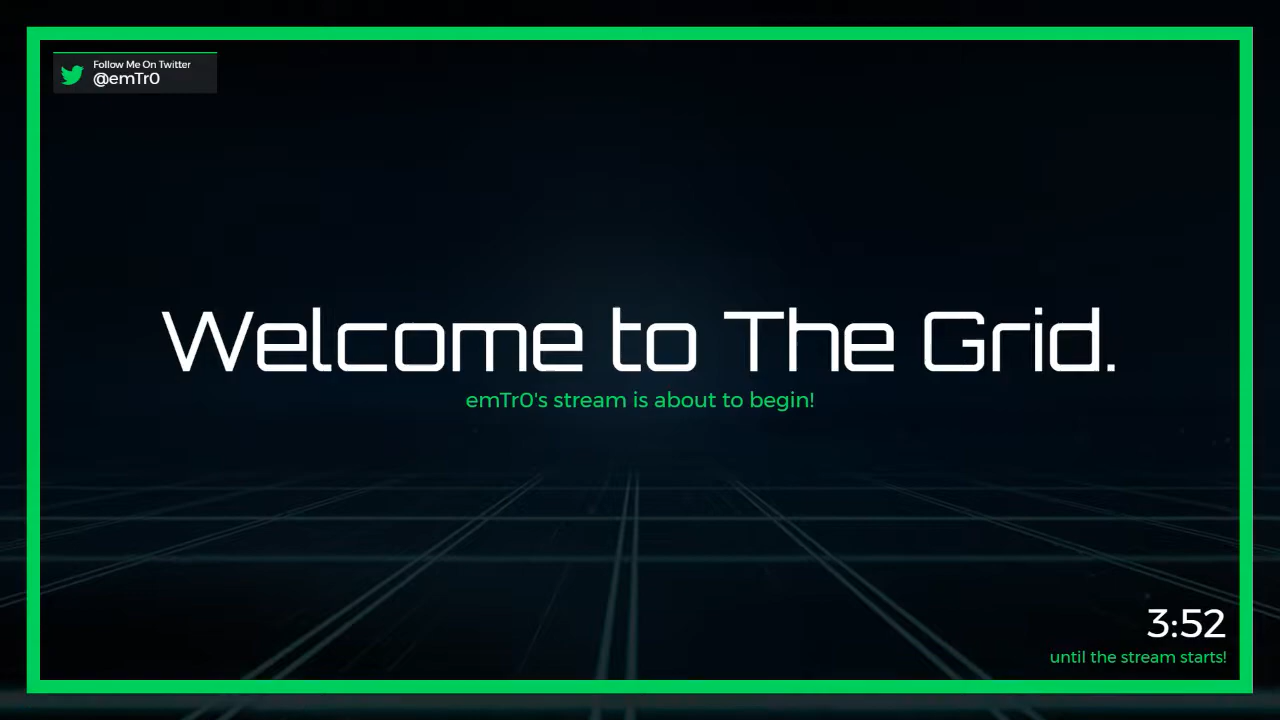 Follow Me On Twitter
@emTr0
Welcome to The Grid.
emTr0's stream is about to begin!
3:52
until the stream starts!